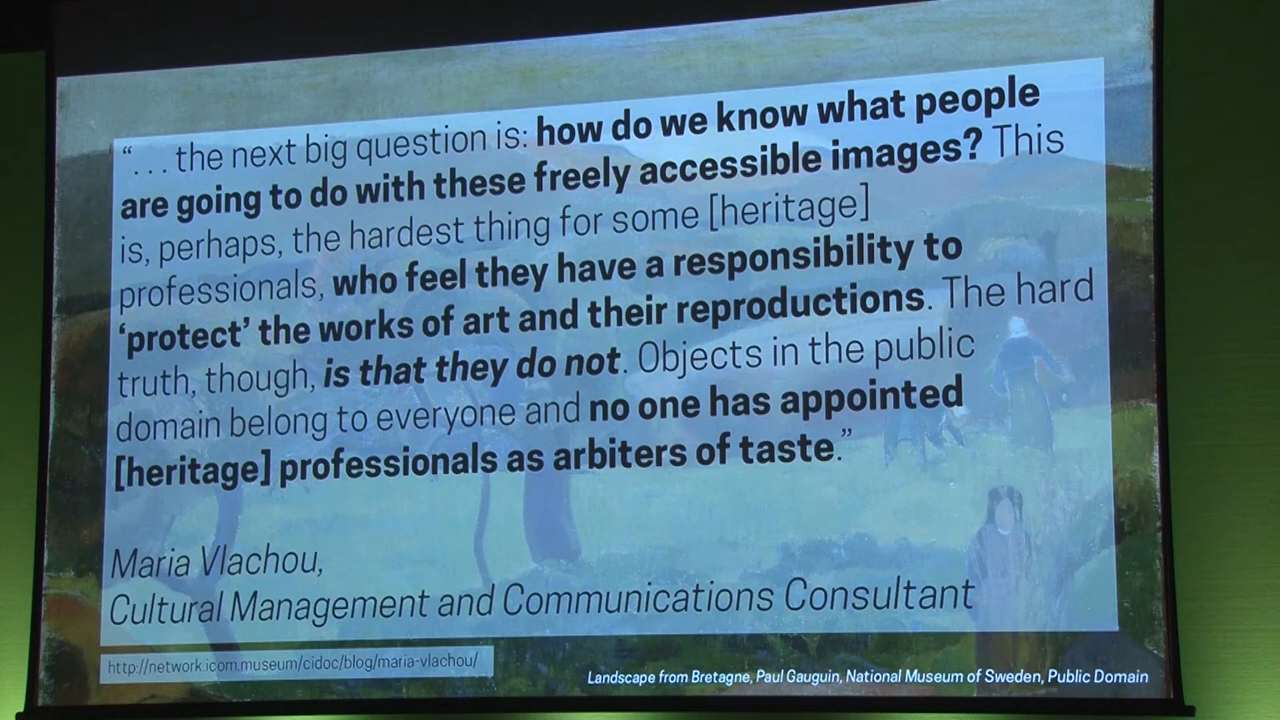 “ . . . the next big question is: how do we know what people
are going to do with these freely accessible images? This
is, perhaps, the hardest thing for some [heritage]
professionals, who feel they have a responsibility to
‘protect’ the works of art and their reproductions. The hard
truth, though, is that they do not. Objects in the public
domain belong to everyone and no one has appointed
[heritage] professionals as arbiters of taste.”
Maria Vlachou,
Cultural Management and Communications Consultant
http://network.icom.museum/cidoc/blog/maria-vlachou/
Landscape from Bretagne, Paul Gauguin, National Museum of Sweden, Public Domain